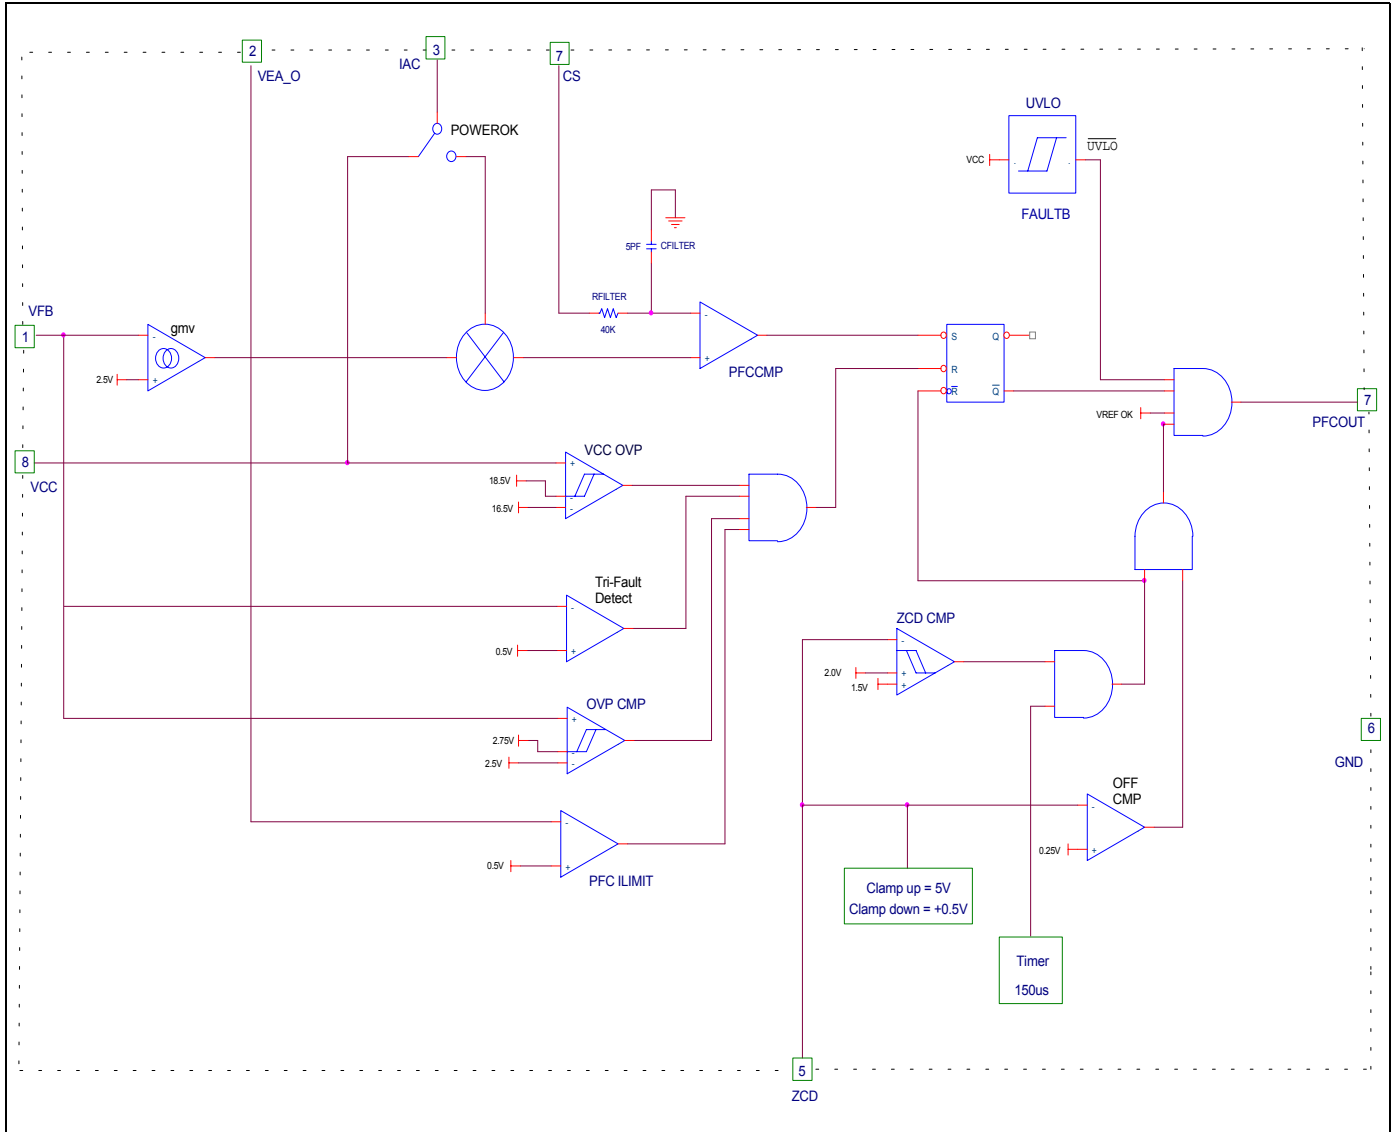 2
VEA_O
3
IAC
7
CS
POWEROK
UVLO
VCC
UVLO
FAULTB
5PF
CFILTER
RFILTER
40K
VFB
1
gmv
-
2.5V
+
-
+
PFCCMP
S
Q
R
R
Q
VREF OK
7
PFCOUT
8
VCC
VCC OVP
+
18.5V
-
16.5V
-
Tri-Fault
Detect
-
0.5V
+
ZCD CMP
-
2.0V
+
1.5V
+
OVP CMP
+
2.75V
-
2.5V
-
6
GND
OFF
CMP
-
0.25V
+
-
0.5V
+
PFC ILIMIT
Clamp up = 5V
Clamp down = +0.5V
Timer
150us
5
ZCD